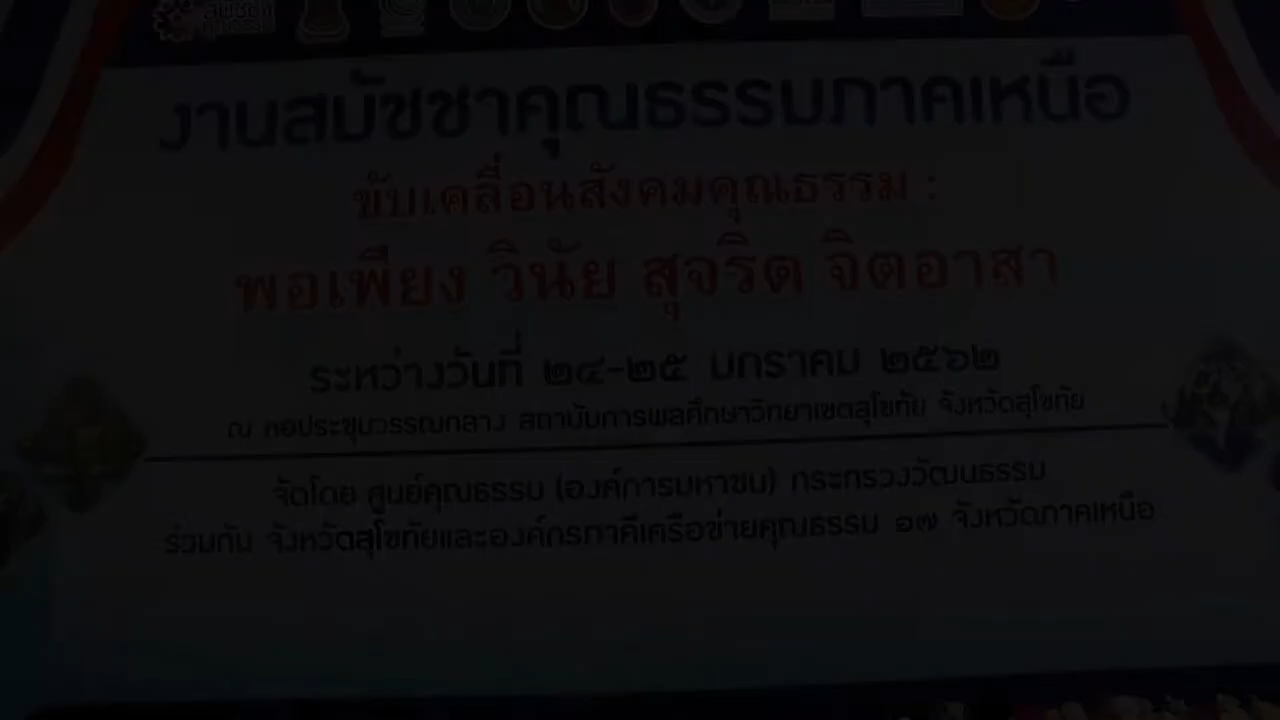 สมัชชา
คุณธรรม
งานสมัชชาคุณธรรมภาคเหนือ
ขับเคลื่อนสังคมคุณธรรม :
พอเพียง วินัย สุจริต จิตอาสา
ระหว่างวันที่ ๒๔-๒๕ มกราคม ๒๕๖๒
ณ หอประชุมวรรณกลาง สถาบันการพลศึกษาวิทยาเขตสุโขทัย จังหวัดสุโขทัย
จัดโดย ศูนย์คุณธรรม (องค์การมหาชน) กระทรวงวัฒนธรรม
ร่วมกับ จังหวัดสุโขทัยและองค์กรภาคีเครือข่ายคุณธรรม ๑๗ จังหวัดภาคเหนือ